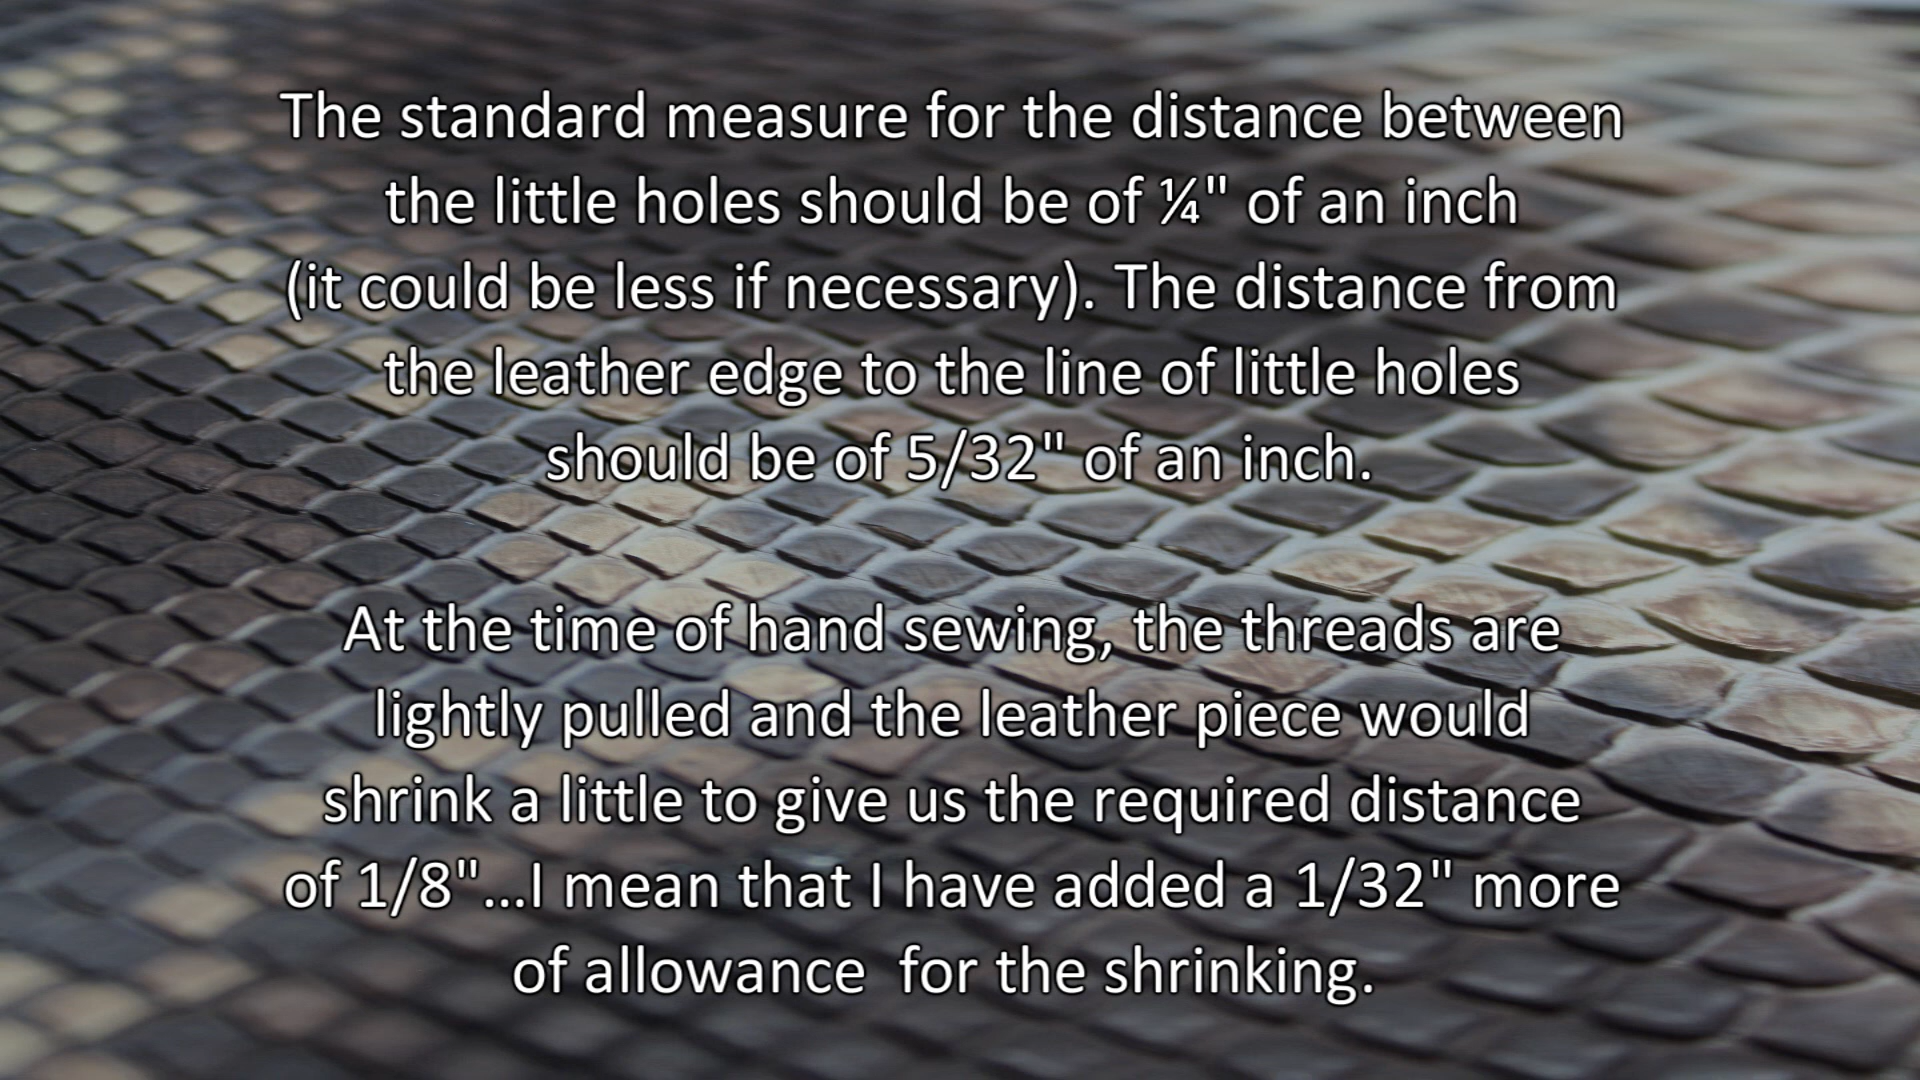 The standard measure for the distance between
the little holes should be of ¼" of an inch
(it could be less if necessary). The distance from
the leather edge to the line of little holes
should be of 5/32" of an inch.
At the time of hand sewing, the threads are
lightly pulled and the leather piece would
shrink a little to give us the required distance
of 1/8"...I mean that I have added a 1/32" more
of allowance  for the shrinking.